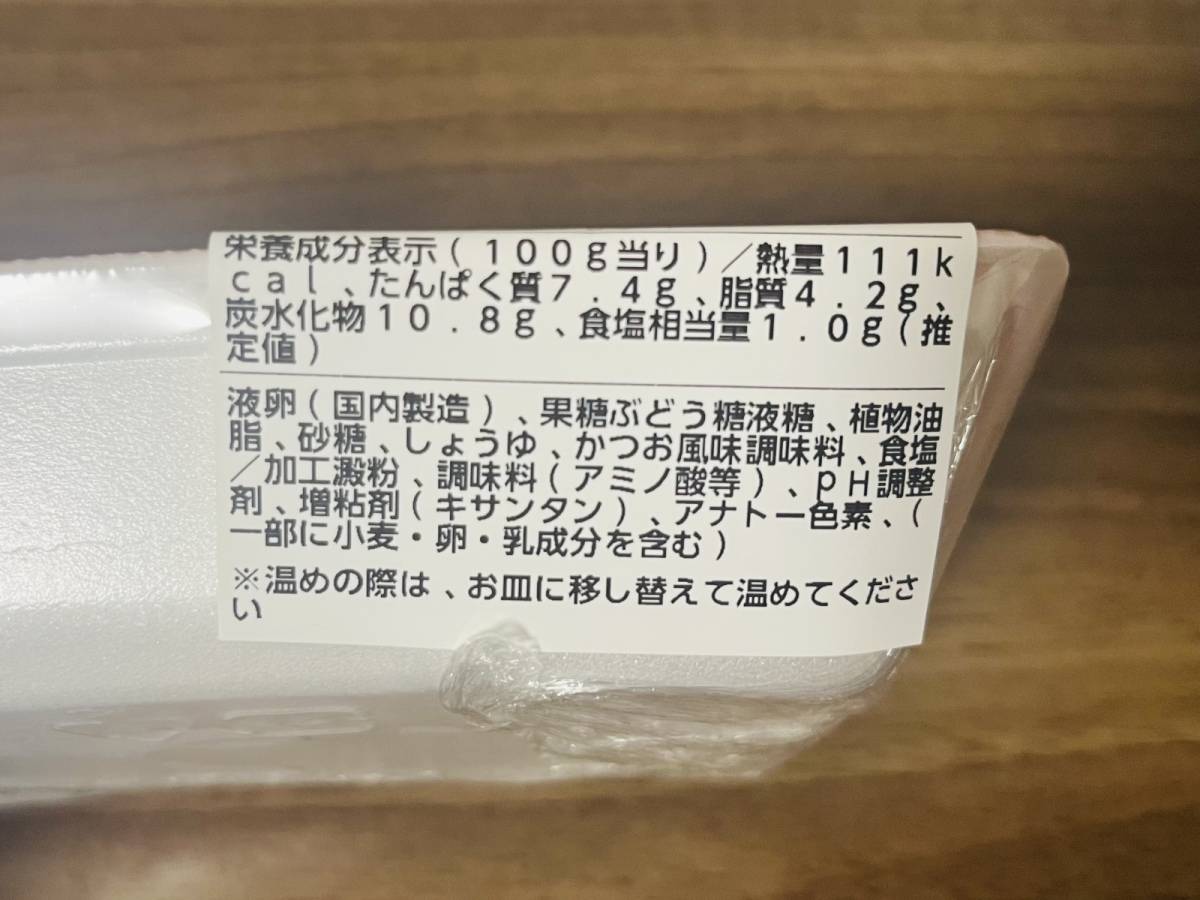 栄養成分表示(100g当り)/熱量111k
cal、たんぱく質7.4g、脂質4.2g、
炭水化物10.8g、食塩相当量1.0g(推
定値)
液卵(国内製造)、果糖ぶどう糖液糖、植物油
脂、砂糖、しょうゆ、かつお風味調味料、食塩
/加工澱粉、調味料(アミノ酸等)、pH調整
剤、増粘剤(キサンタン)、アナトー色素、(
一部に小麦・卵・乳成分を含む)
※温めの際は、お皿に移し替えて温めてくださ
い